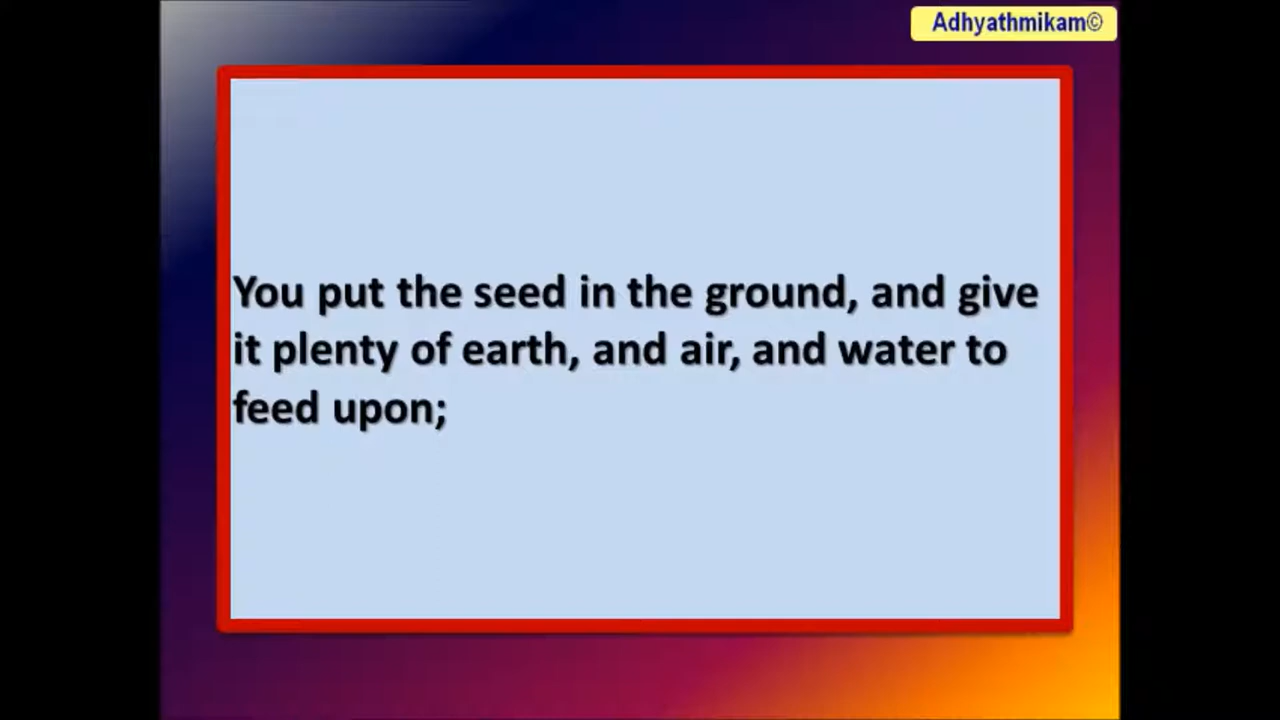 Adhyathmikam©
You put the seed in the ground, and give
it plenty of earth, and air, and water to
feed upon;